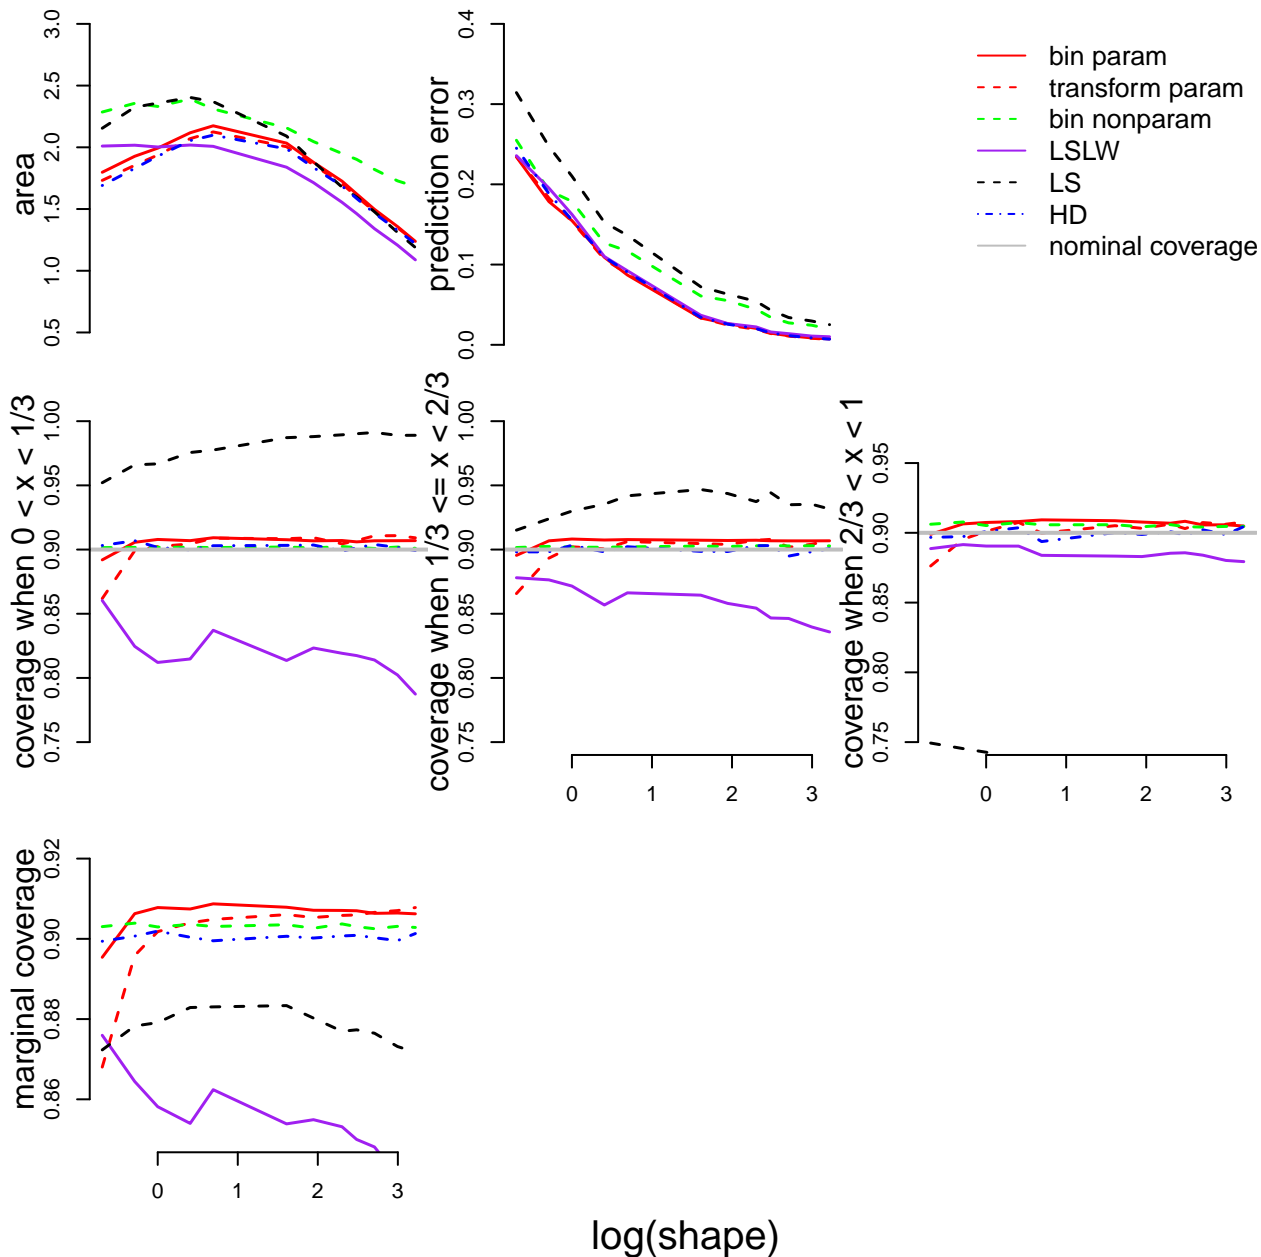 area
3.0
2.5
2.0
1.5
1.0
0.5
prediction error
0.4
0.3
0.2
0.1
0.0
bin param
transform param
bin nonparam
LSLW
LS
HD
nominal coverage
coverage when 0 < x < 1/3
1.00
0.95
0.90
0.85
0.80
0.75
coverage when 1/3 <= x < 2/3
1.00
0.95
0.90
0.85
0.80
0.75
0 1 2 3
coverage when 2/3 < x < 1
0.95
0.90
0.85
0.80
0.75
0 1 2 3
marginal coverage
0.92
0.90
0.88
0.86
0 1 2 3
log(shape)